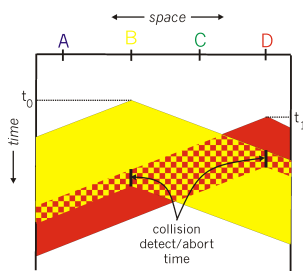 space
A B C D
t0
t1
time
collision
detect/abort
time